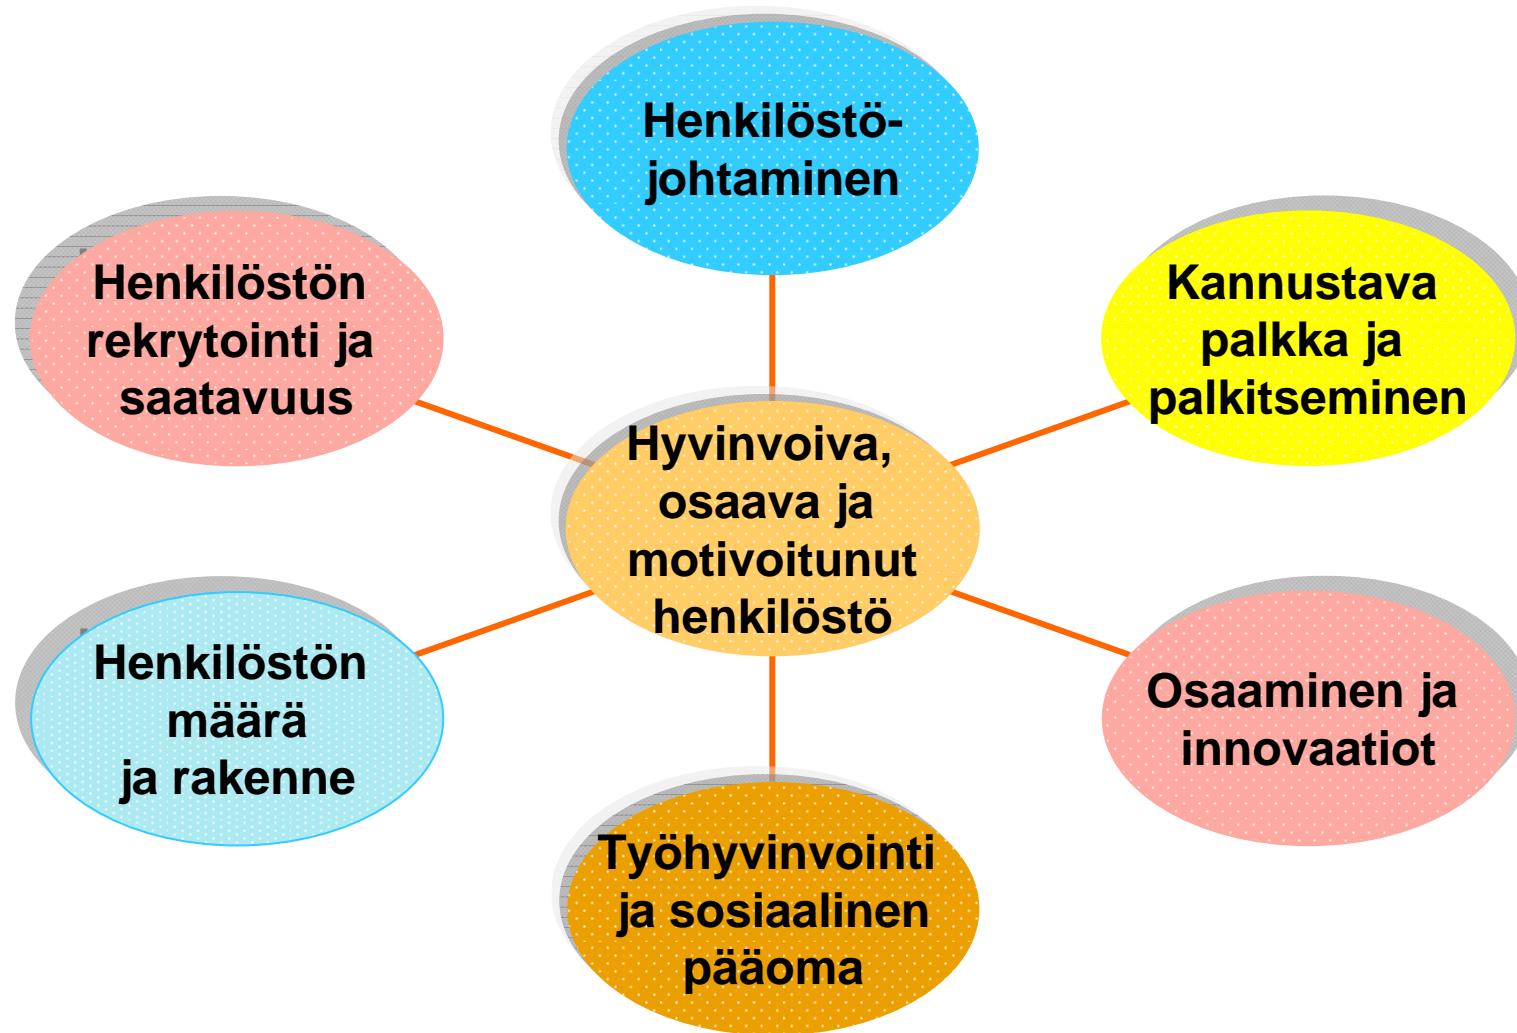 Henkilöstö-
johtaminen
Kannustava
palkka ja
palkitseminen
Osaaminen ja
innovaatiot
Työhyvinvointi
ja sosiaalinen
pääoma
Henkilöstön
määrä
ja rakenne
Henkilöstön
rekrytointi ja
saatavuus
Hyvinvoiva,
osaava ja
motivoitunut
henkilöstö